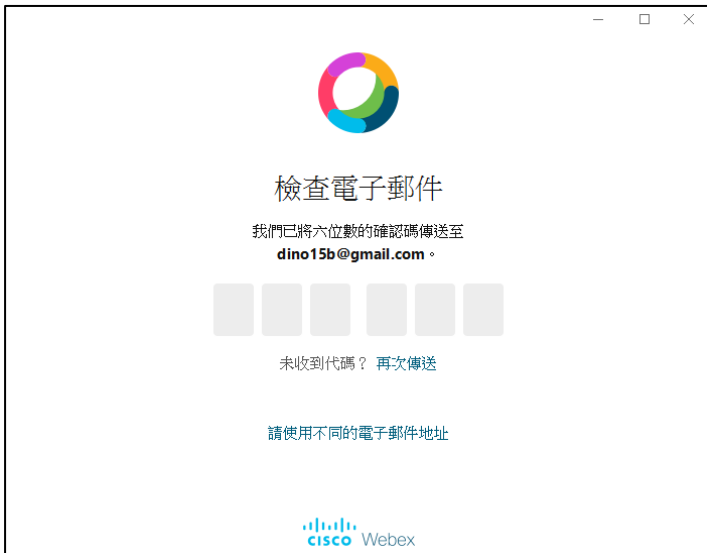 檢查電子郵件
我們已將六位數的確認碼傳送至
dino15b@gmail.com。
未收到代碼？ 再次傳送
請使用不同的電子郵件地址
CISCO Webex